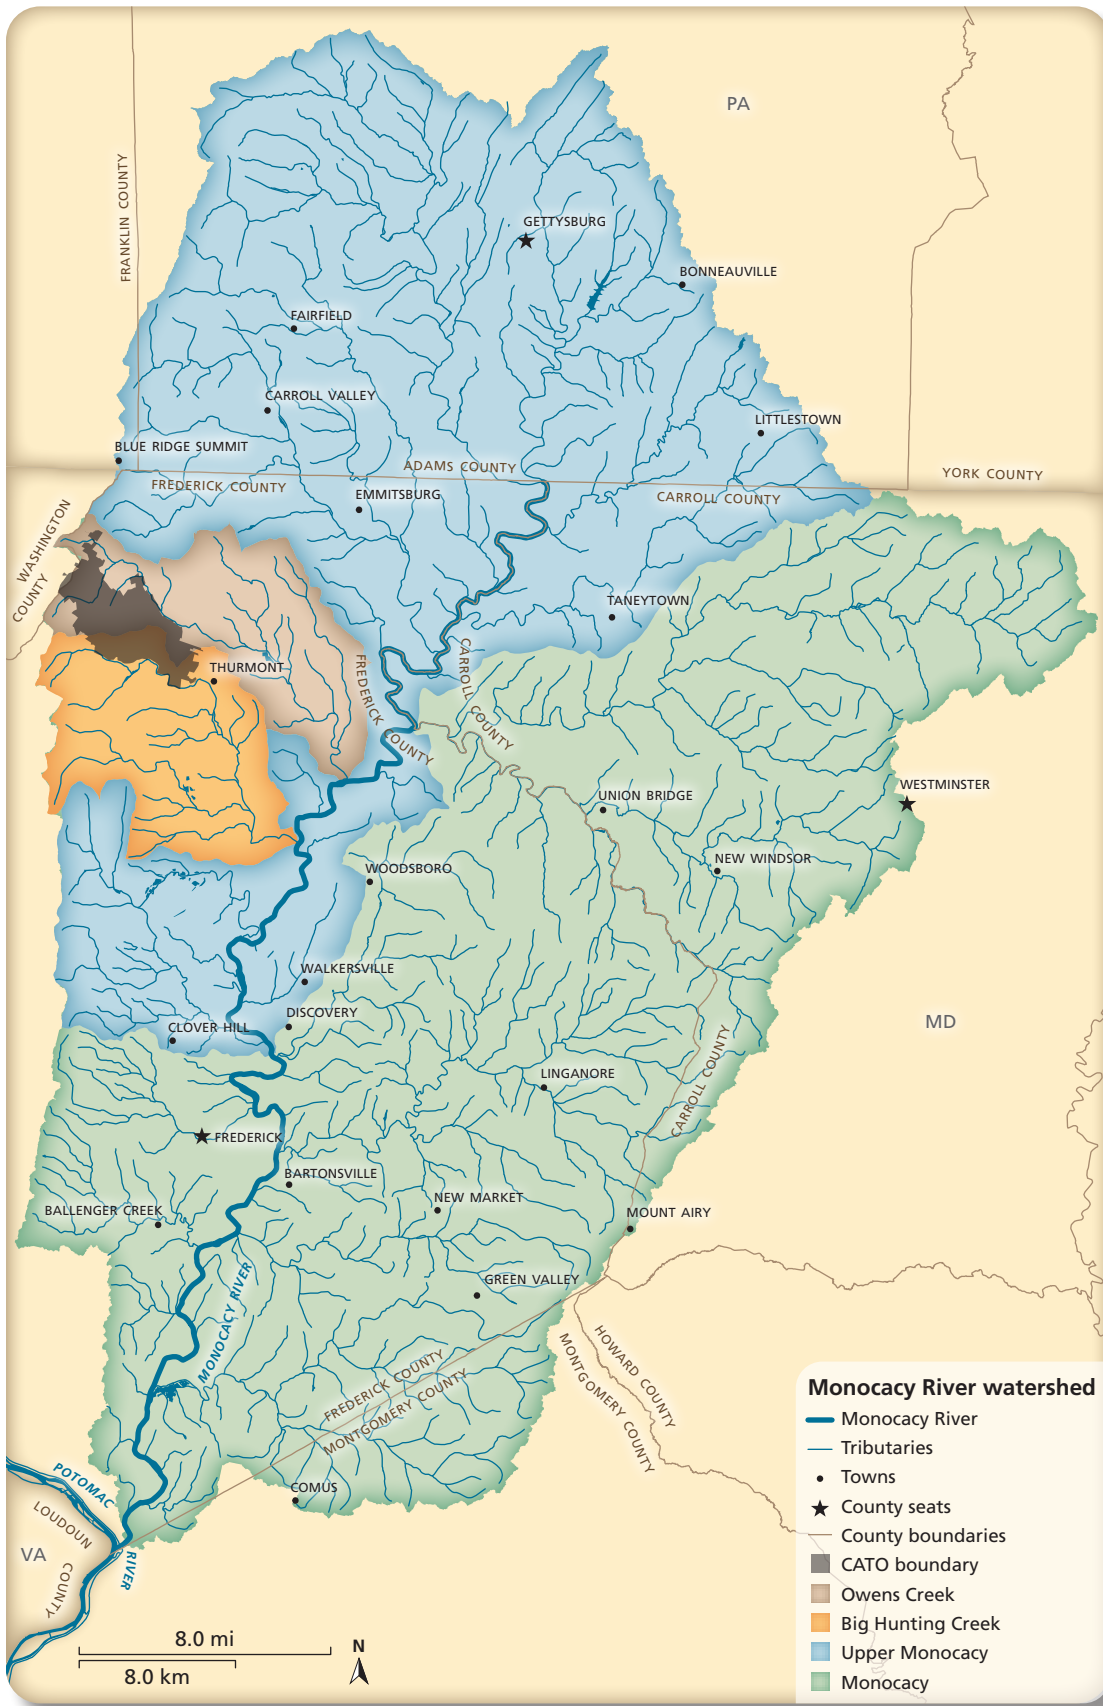 PA
FRANKLIN COUNTY
GETTYSBURG
BONNEAUVILLE
FAIRFIELD
CARROLL VALLEY
LITTLESTOWN
BLUE RIDGE SUMMIT
ADAMS COUNTY
YORK COUNTY
FREDERICK COUNTY
EMMITSBURG
CARROLL COUNTY
WASHINGTON
COUNTY
TANEYTOWN
THURMONT
FREDERICK COUNTY
CARROLL COUNTY
WESTMINSTER
UNION BRIDGE
NEW WINDSOR
WOODSBORO
WALKERSVILLE
DISCOVERY
CLOVER HILL
MD
LINGANORE
CARROLL COUNTY
FREDERICK
BARTONSVILLE
NEW MARKET
BALLENGER CREEK
MOUNT AIRY
GREEN VALLEY
MONOCACY RIVER
FREDERICK COUNTY
MONTGOMERY COUNTY
HOWARD COUNTY
MONTGOMERY COUNTY
COMUS
POTOMAC
RIVER
LOUDOUN
COUNTY
VA
8.0 mi
8.0 km
N
Monocacy River watershed
Monocacy River
Tributaries
Towns
County seats
County boundaries
CATO boundary
Owens Creek
Big Hunting Creek
Upper Monocacy
Monocacy